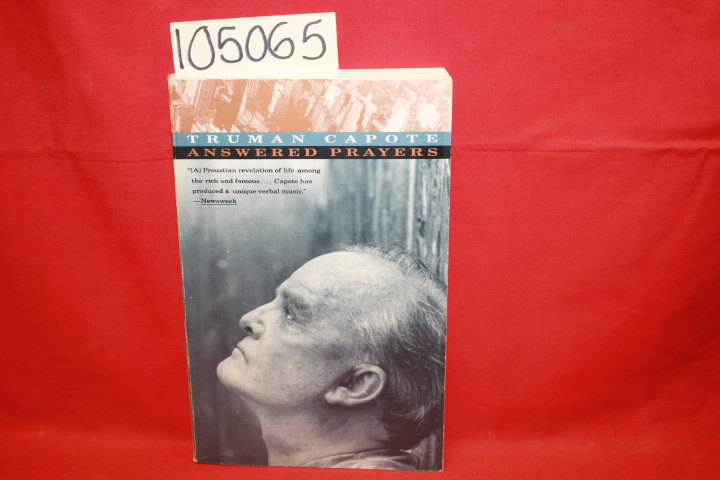 105065
TRUMAN CAPOTE
ANSWERED PRAYERS
"[A] Proustian revelation of life among
the rich and famous.... Capote has
produced a unique verbal music."
—Newsweek